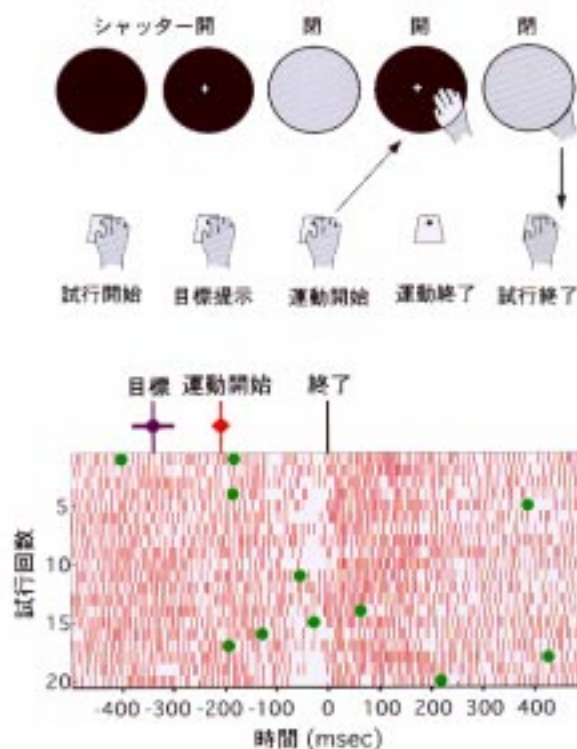 シャッター開 閉 開 閉
試行開始 目標提示 運動開始 運動終了 試行終了
目標 運動開始 終了
試行回数
5
10
15
20
-400 -300 -200 -100 0 100 200 300 400
時間 (msec)